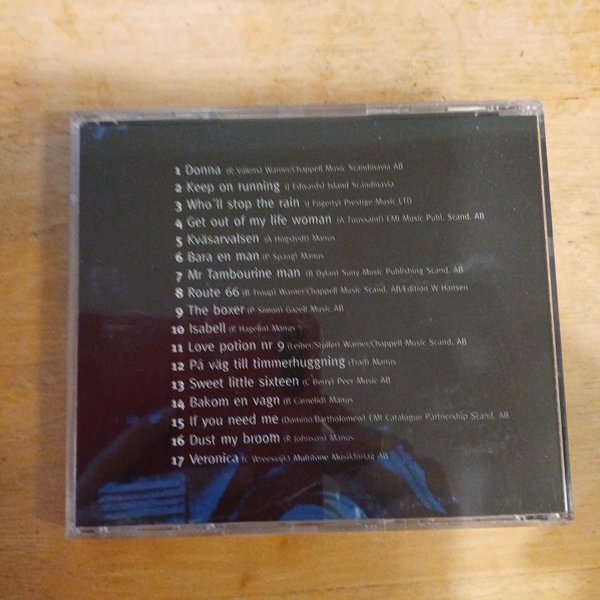 1 Donna (R Valens) Warner/Chappell Music Scandinavia AB
2 Keep on running (J Edwards) Island Scandinavia
3 Who´ll stop the rain (J Fogerty) Prestige Music LTD
4 Get out of my life woman (A Toussaint) EMI Music Publ. Scand, AB
5 Kväsarvalsen (A Högstedt) Manus
6 Bara en man (P Spång) Manus
7 Mr Tambourine man (B Dylan) Sony Music Publishing Scand, AB
8 Route 66 (B Troup) Warner/Chappell Music Scand, AB/Edition W Hansen
9 The boxer (P Simon) Gazell Music AB
10 Isabell (R Hagelin) Manus
11 Love potion nr 9 (Leiber/Stoller) Warner/Chappell Music Scand, AB
12 På väg till timmerhuggning (Trad) Manus
13 Sweet little sixteen (C Berry) Peer Music AB
14 Bakom en vagn (B Camelid) Manus
15 If you need me (Domino/Bartholomew) EMI Catalogue Partnership Scand, AB
16 Dust my broom (R Johnson) Manus
17 Veronica (C Vreeswijk) Multitone Musikförlag AB